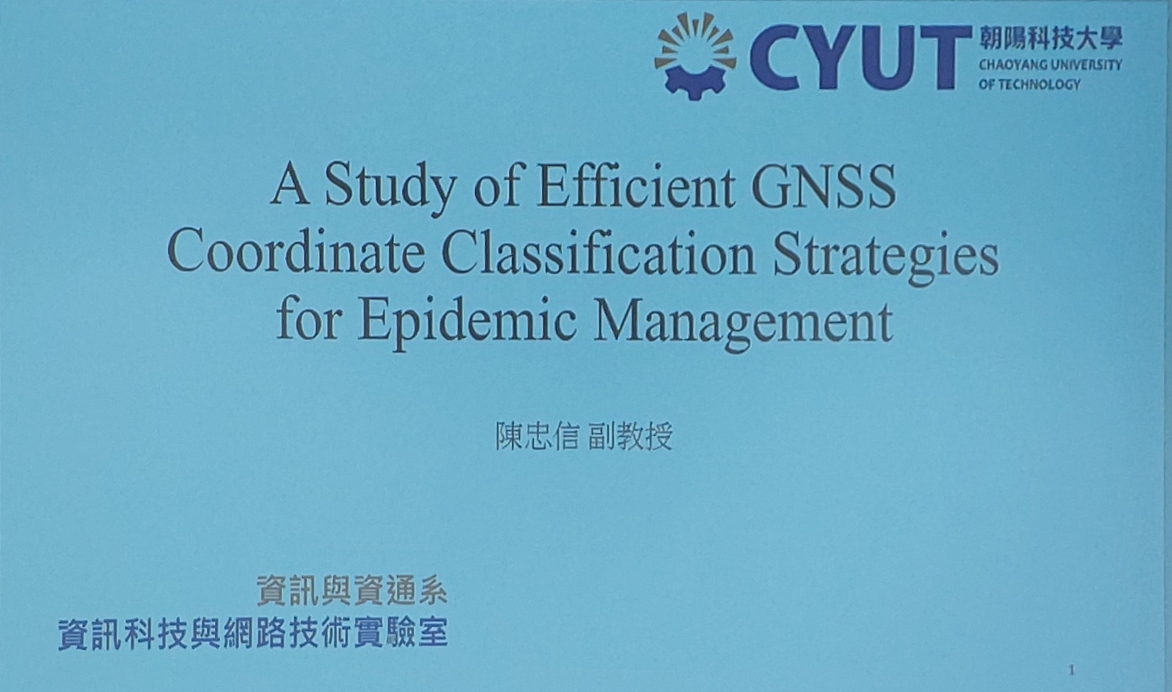 CYUT 朝陽科技大學
CHAOYANG UNIVERSITY
OF TECHNOLOGY
A Study of Efficient GNSS
Coordinate Classification Strategies
for Epidemic Management
陳忠信 副教授
資訊與資通系
資訊科技與網路技術實驗室
1